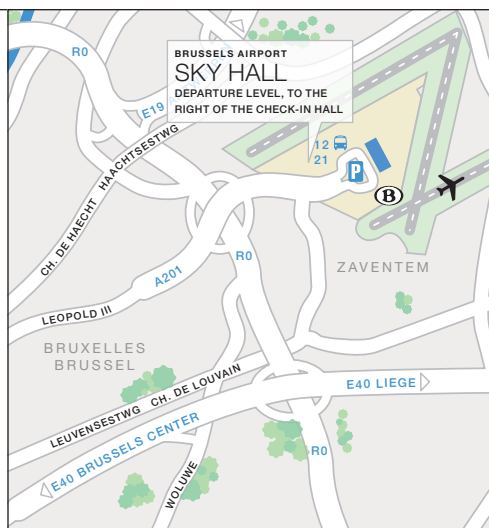 R0
BRUSSELS AIRPORT
SKY HALL
DEPARTURE LEVEL, TO THE
RIGHT OF THE CHECK-IN HALL
E19
12
21
P
B
CH. DE HAECHT HAACHTSESTWG
R0
ZAVENTEM
A201
LEOPOLD III
BRUXELLES
BRUSSEL
E40 LIEGE
LEUVENSESTWG CH. DE LOUVAIN
E40 BRUSSELS CENTER
R0
WOLUWE